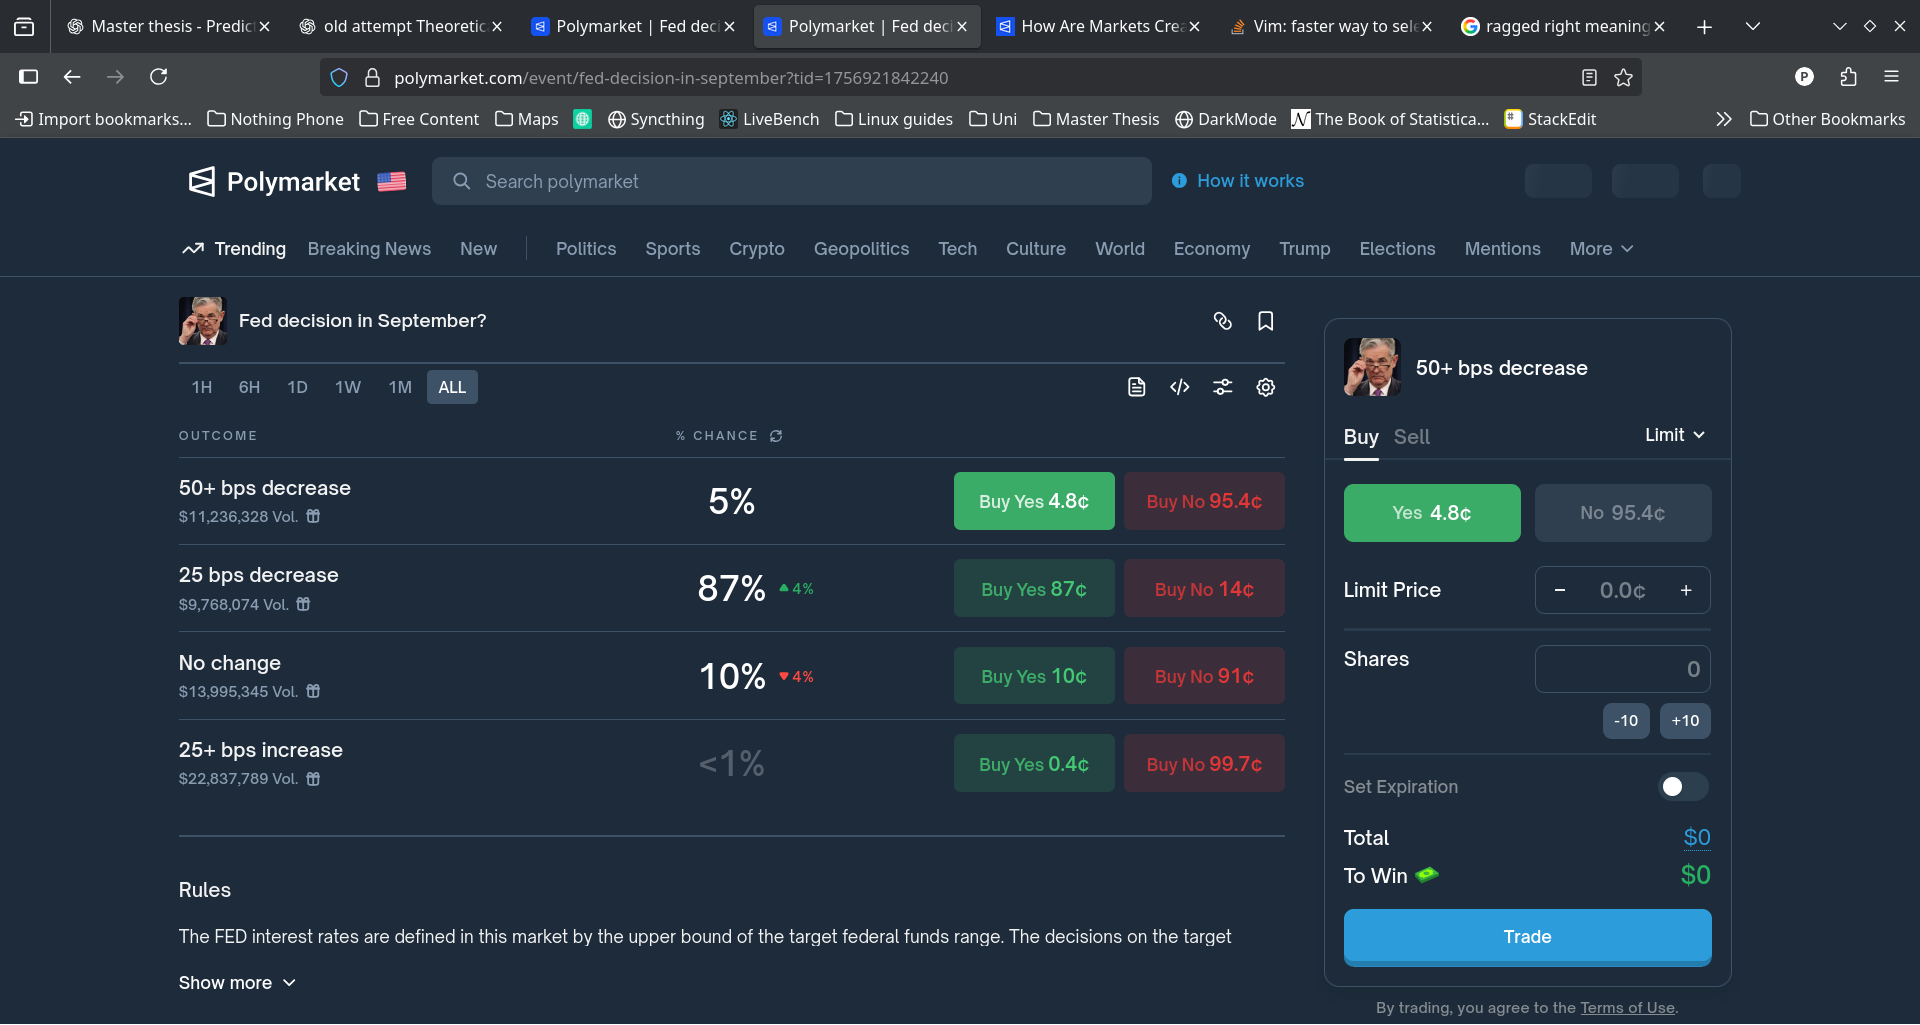 Master thesis - Predict
old attempt Theoretic
Polymarket | Fed deci
Polymarket | Fed deci
How Are Markets Crea
Vim: faster way to sele
ragged right meaning
polymarket.com/event/fed-decision-in-september?tid=1756921842240
P
Import bookmarks...
Nothing Phone
Free Content
Maps
Syncthing
LiveBench
Linux guides
Uni
Master Thesis
DarkMode
The Book of Statistica...
StackEdit
Other Bookmarks
Polymarket
Search polymarket
How it works
Trending
Breaking News
New
Politics
Sports
Crypto
Geopolitics
Tech
Culture
World
Economy
Trump
Elections
Mentions
More
Fed decision in September?
1H 6H 1D 1W 1M ALL
OUTCOME
% CHANCE
50+ bps decrease
$11,236,328 Vol.
5%
Buy Yes 4.8¢
Buy No 95.4¢
25 bps decrease
$9,768,074 Vol.
87%
4%
Buy Yes 87¢
Buy No 14¢
No change
$13,995,345 Vol.
10%
4%
Buy Yes 10¢
Buy No 91¢
25+ bps increase
$22,837,789 Vol.
<1%
Buy Yes 0.4¢
Buy No 99.7¢
Rules
The FED interest rates are defined in this market by the upper bound of the target federal funds range. The decisions on the target
Show more
50+ bps decrease
Buy Sell
Limit
Yes 4.8¢
No 95.4¢
Limit Price
− 0.0¢ +
Shares
0
-10
+10
Set Expiration
Total
$0
To Win
$0
Trade
By trading, you agree to the Terms of Use.